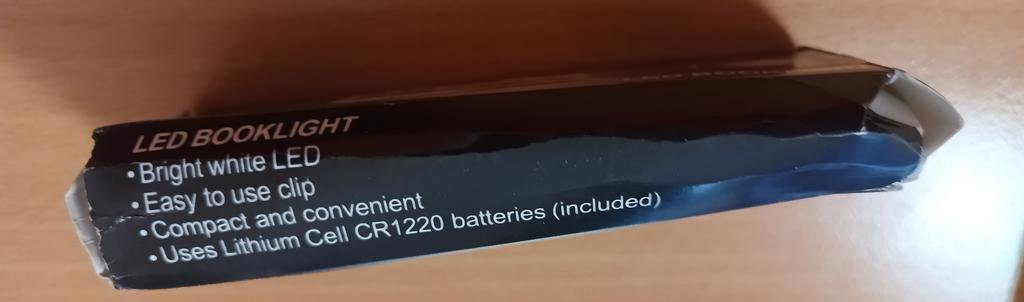 LED BOOKLIGHT
•Bright white LED
•Easy to use clip
•Compact and convenient
•Uses Lithium Cell CR1220 batteries (included)